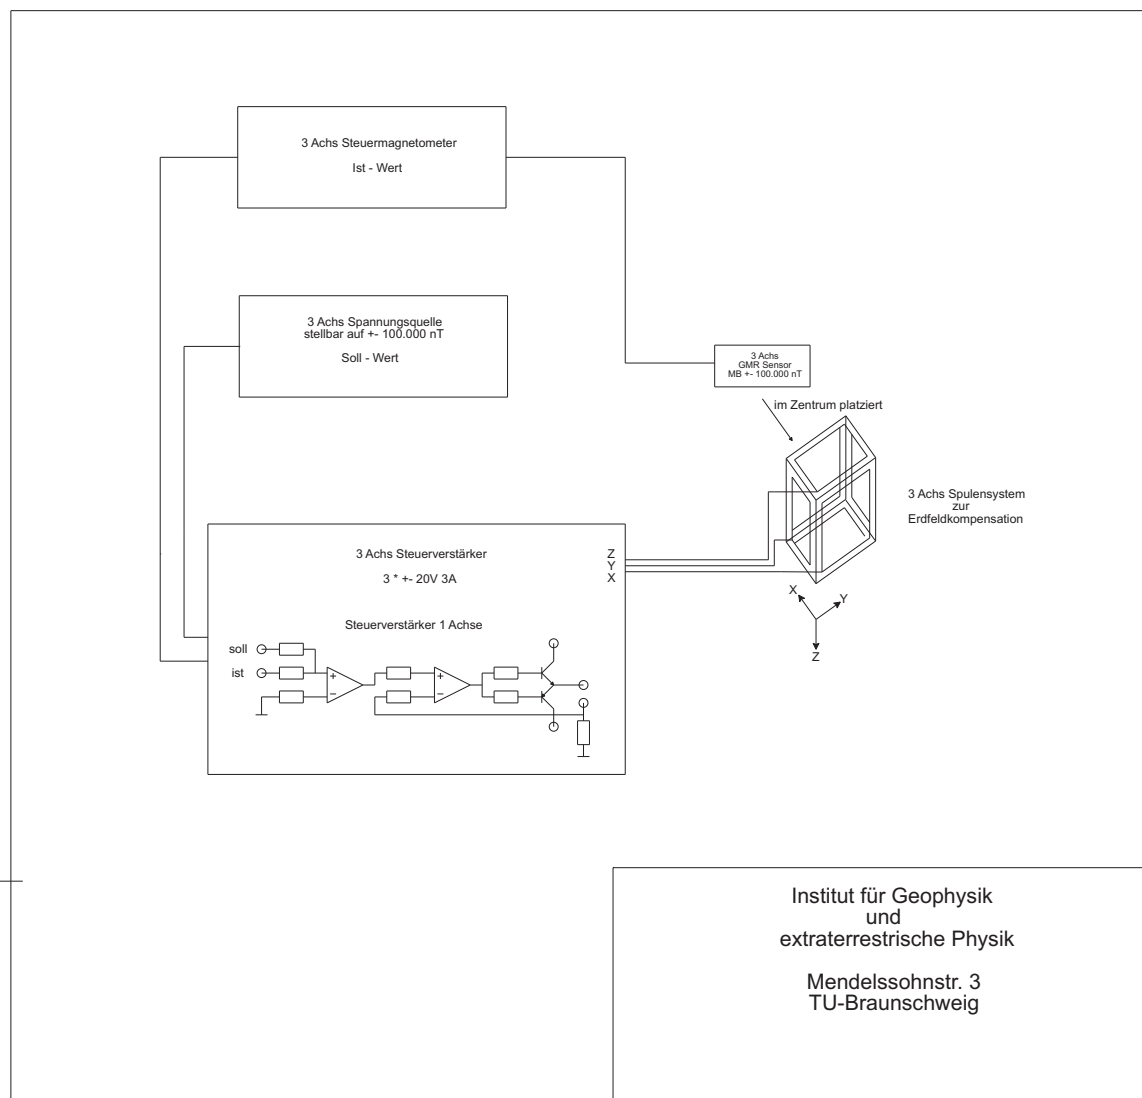 3 Achs Steuermagnetometer
Ist - Wert
3 Achs Spannungsquelle
stellbar auf +- 100.000 nT
Soll - Wert
3 Achs
GMR Sensor
MB +- 100.000 nT
im Zentrum platziert
3 Achs Spulensystem
zur
Erdfeldkompensation
3 Achs Steuerverstärker
3 * +- 20V 3A
Z
Y
X
X
Y
Z
Steuerverstärker 1 Achse
soll
ist
+
−
+
−
Institut für Geophysik
und
extraterrestrische Physik
Mendelssohnstr. 3
TU-Braunschweig